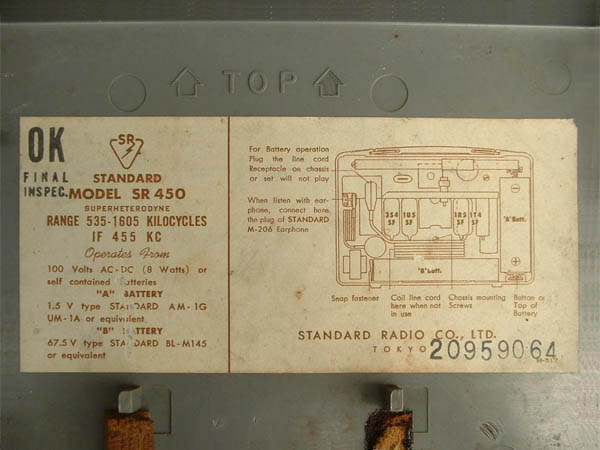 TOP
OK
FINAL
INSPEC.
SR
STANDARD
MODEL SR 450
SUPERHETERODYNE
RANGE 535-1605 KILOCYCLES
IF 455 KC
Operates From
100 Volts AC-DC (8 Watts) or
self contained batteries
"A" BATTERY
1.5 V type STANDARD AM-1G
UM-1A or equivalent
"B" BATTERY
67.5 V type STANDARD BL-M145
or equivalent
For Battery operation
Plug the line cord
Receptacle on chassis
or set will not play
When listen with ear-
phone, connect here
the plug of STANDARD
M-206 Earphone
3S4 SF
1U5 SF
1R5 SF
1T4 SF
"A" Batt.
"B" Batt.
Snap fastener
Coil line cord
here when not
in use
Chassis mounting
Screws
Button on
Top of
Battery
STANDARD RADIO CO., LTD.
TOKYO
20959064